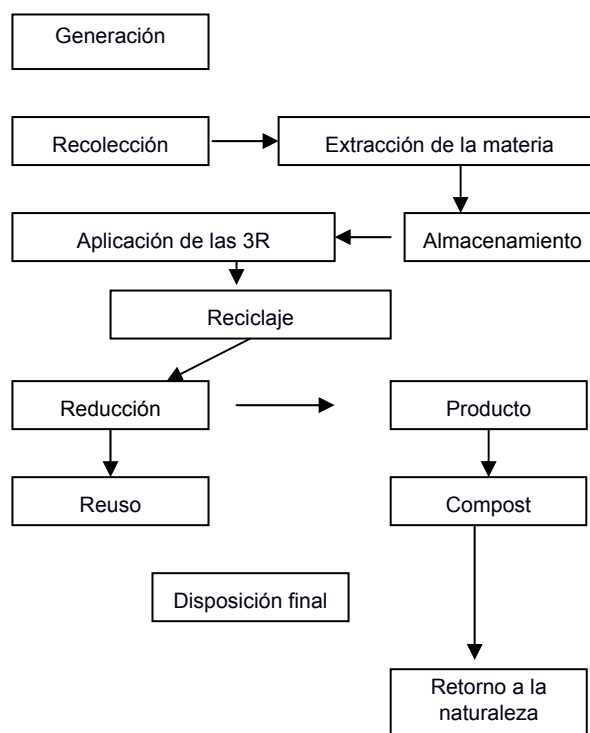 Generación
Recolección
Extracción de la materia
Aplicación de las 3R
Almacenamiento
Reciclaje
Reducción
Producto
Reuso
Compost
Disposición final
Retorno a la
naturaleza